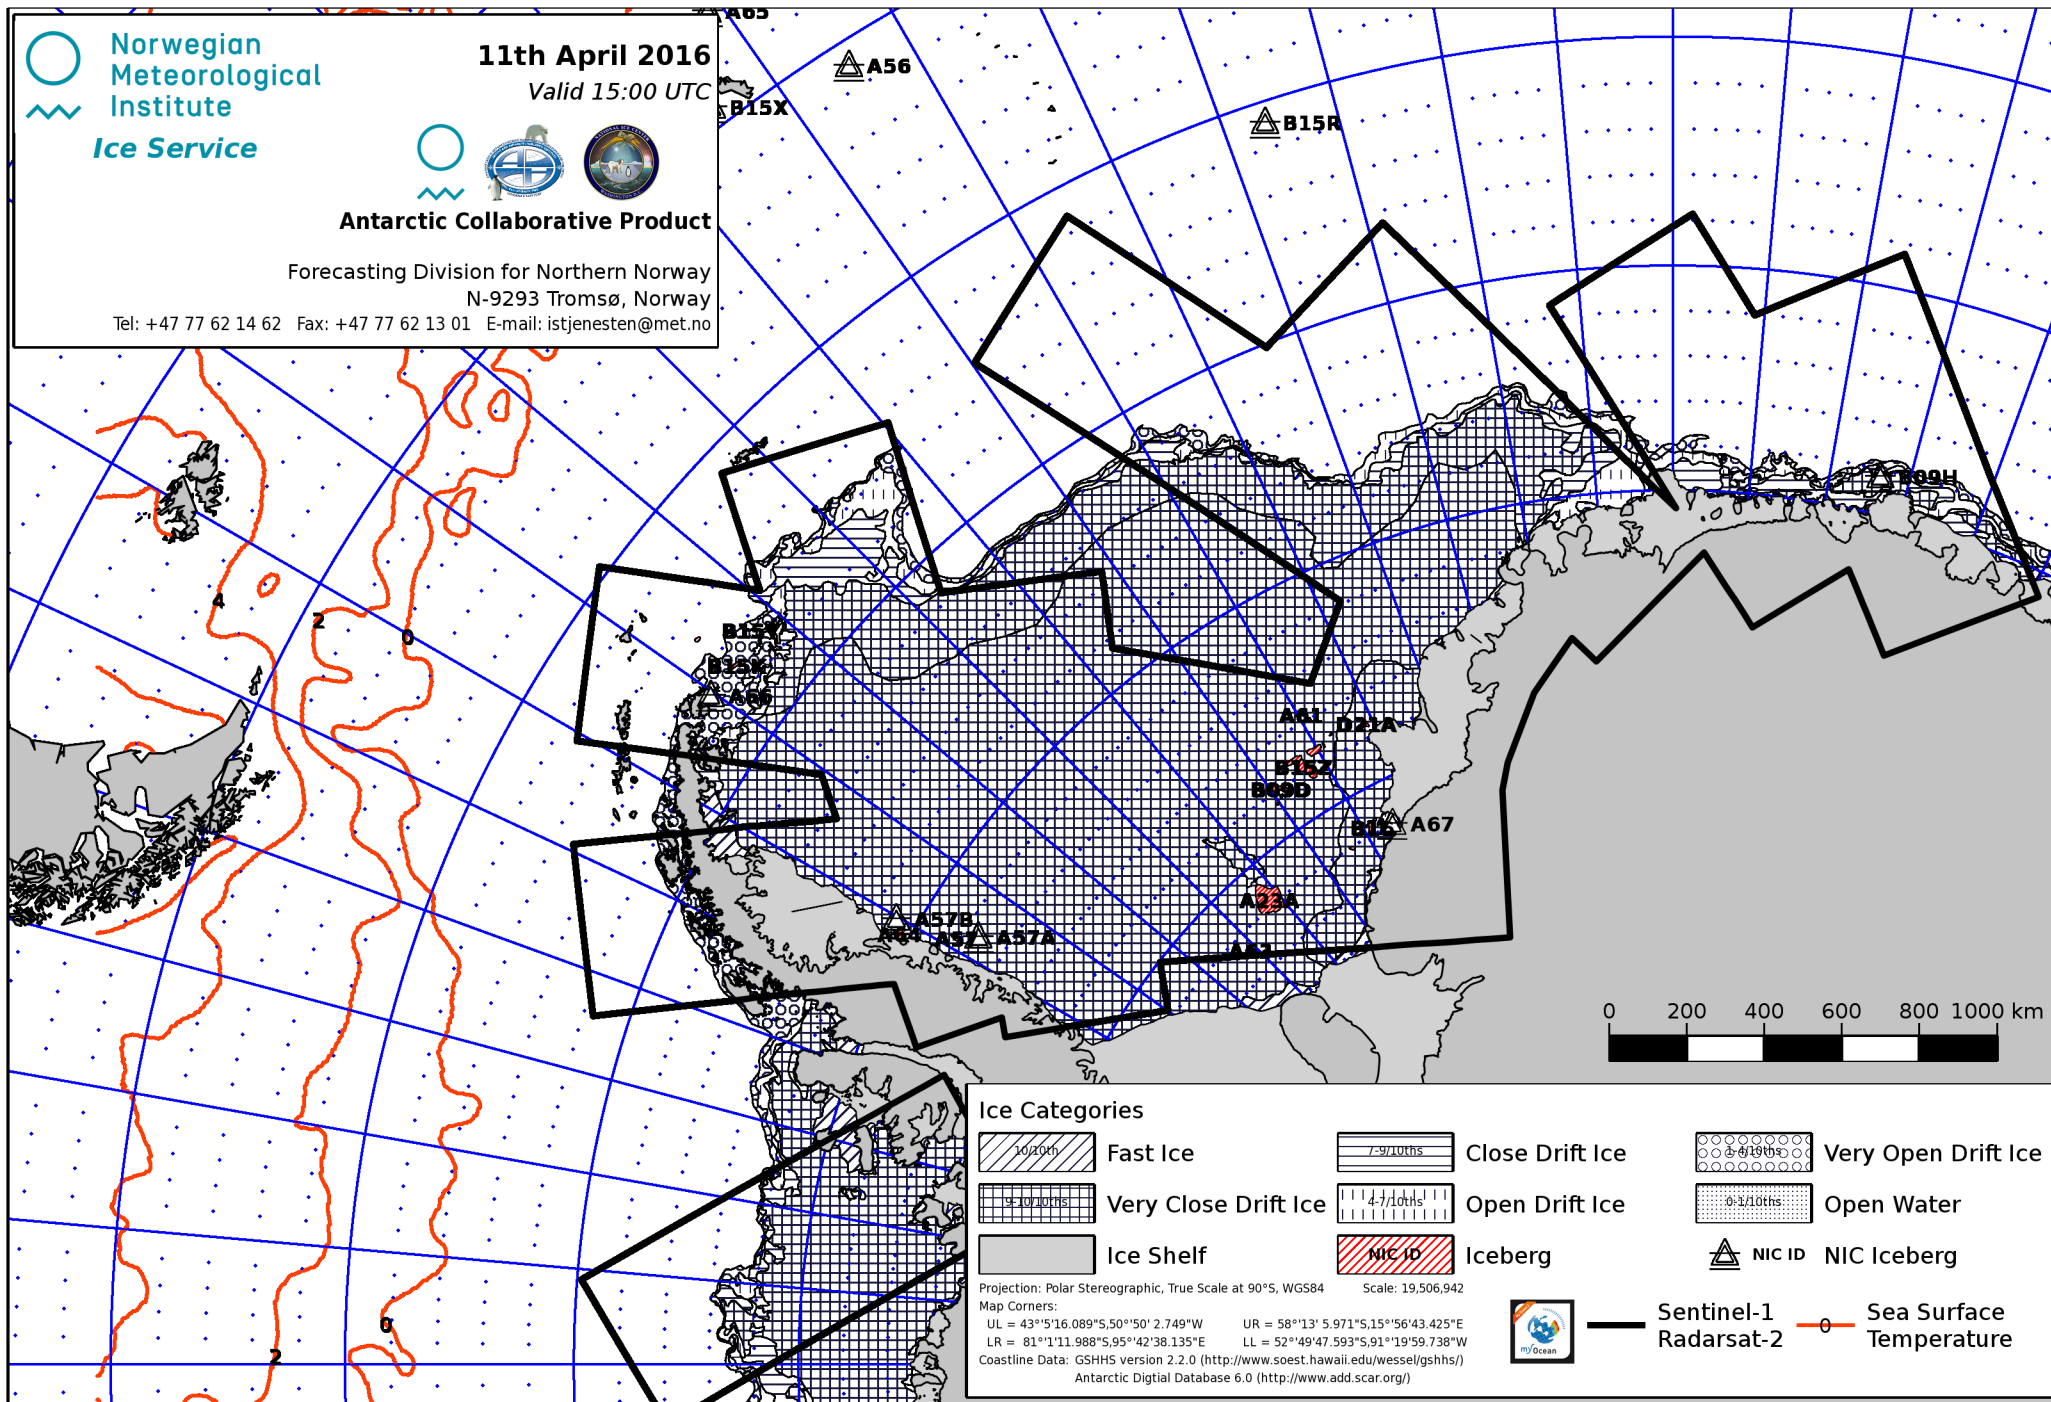 Norwegian
Meteorological
Institute
Ice Service
11th April 2016
Valid 15:00 UTC
Antarctic Collaborative Product
Forecasting Division for Northern Norway
N-9293 Tromsø, Norway
Tel: +47 77 62 14 62 Fax: +47 77 62 13 01 E-mail: istjenesten@met.no
A65
A56
B15X
B15R
B09H
4
2
0
B15Y
B15K
A66
A61
D21A
B15Z
B09D
A67
A23A
A57B
A64
A57A
A63
0 200 400 600 800 1000 km
0
2
Ice Categories
10/10th Fast Ice
7-9/10ths Close Drift Ice
1-4/10ths Very Open Drift Ice
9-10/10ths Very Close Drift Ice
4-7/10ths Open Drift Ice
0-1/10ths Open Water
Ice Shelf
NIC ID Iceberg
NIC ID NIC Iceberg
Projection: Polar Stereographic, True Scale at 90°S, WGS84 Scale: 19,506,942
Map Corners:
UL = 43°'5'16.089"S,50°'50' 2.749"W UR = 58°'13' 5.971"S,15°'56'43.425"E
LR = 81°'1'11.988"S,95°'42'38.135"E LL = 52°'49'47.593"S,91°'19'59.738"W
Coastline Data: GSHHS version 2.2.0 (http://www.soest.hawaii.edu/wessel/gshhs/)
Antarctic Digtial Database 6.0 (http://www.add.scar.org/)
myOcean
Sentinel-1
Radarsat-2
0
Sea Surface
Temperature